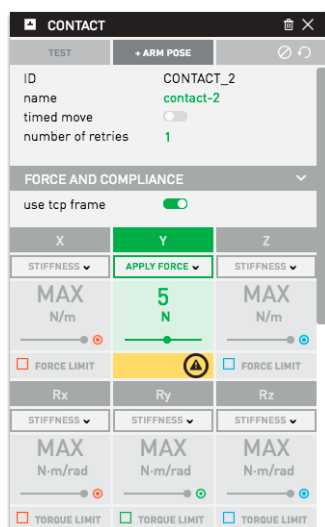 CONTACT
TEST + ARM POSE
ID CONTACT_2
name contact-2
timed move
number of retries 1
FORCE AND COMPLIANCE
use tcp frame
X Y Z
STIFFNESS APPLY FORCE STIFFNESS
MAX 5 MAX
N/m N N/m
FORCE LIMIT FORCE LIMIT
Rx Ry Rz
STIFFNESS STIFFNESS STIFFNESS
MAX MAX MAX
N·m/rad N·m/rad N·m/rad
TORQUE LIMIT TORQUE LIMIT TORQUE LIMIT